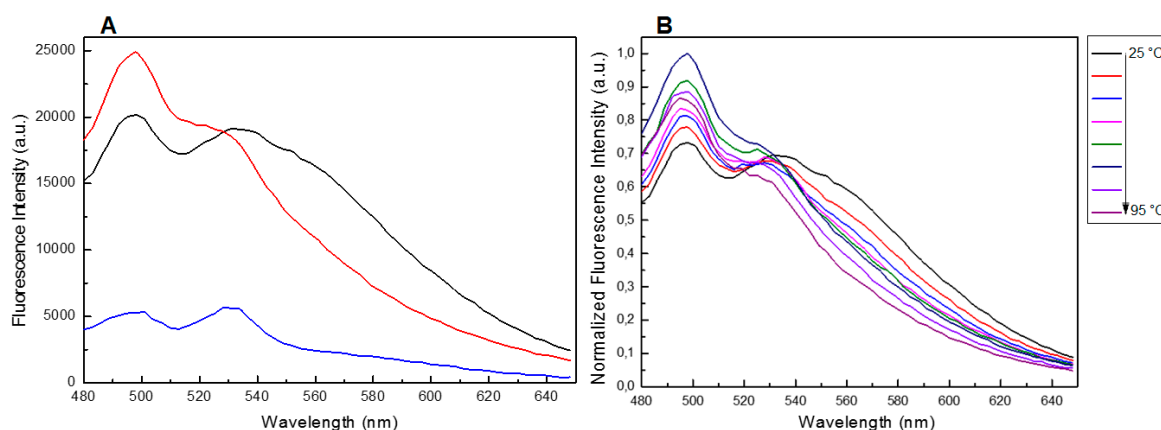 A
Fluorescence Intensity (a.u.)
25000
20000
15000
10000
5000
0
480 500 520 540 560 580 600 620 640
Wavelength (nm)
B
Normalized Fluorescence Intensity (a.u.)
1,0
0,9
0,8
0,7
0,6
0,5
0,4
0,3
0,2
0,1
0,0
480 500 520 540 560 580 600 620 640
Wavelength (nm)
25 °C
95 °C